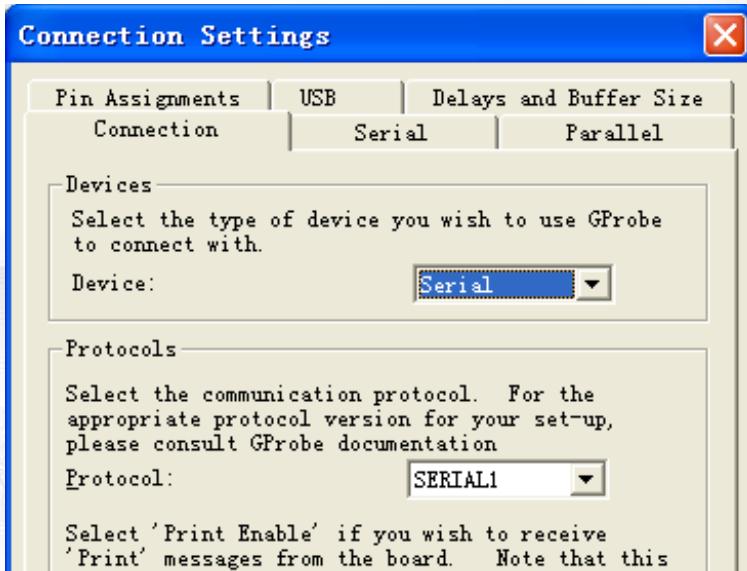 Connection Settings
Pin Assignments USB Delays and Buffer Size
Connection Serial Parallel
Devices
Select the type of device you wish to use GProbe
to connect with.
Device: Serial
Protocols
Select the communication protocol. For the
appropriate protocol version for your set-up,
please consult GProbe documentation
Protocol: SERIAL1
Select 'Print Enable' if you wish to receive
'Print' messages from the board. Note that this